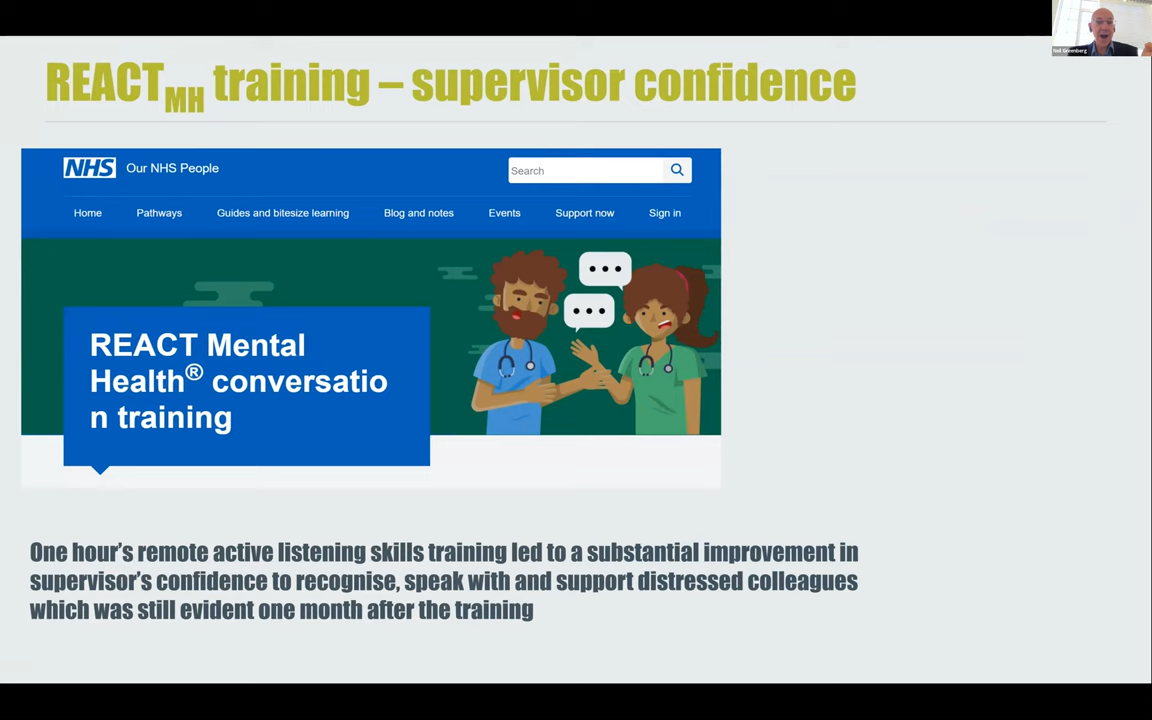 Neil Greenberg
REACTMH training – supervisor confidence
NHS Our NHS People
Search
Home Pathways Guides and bitesize learning Blog and notes Events Support now Sign in
REACT Mental
Health® conversatio
n training
One hour's remote active listening skills training led to a substantial improvement in
supervisor's confidence to recognise, speak with and support distressed colleagues
which was still evident one month after the training